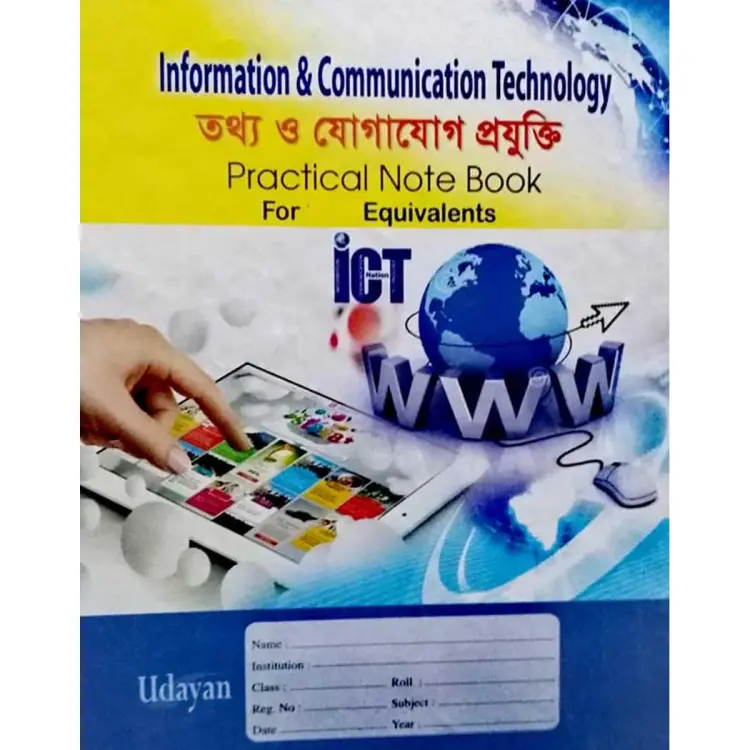 Information & Communication Technology
তথ্য ও যোগাযোগ প্রযুক্তি
Practical Note Book
For Equivalents
ICT
Nation
WWW
Udayan
Name :
Institution :
Class : Roll :
Reg. No : Subject :
Date Year :